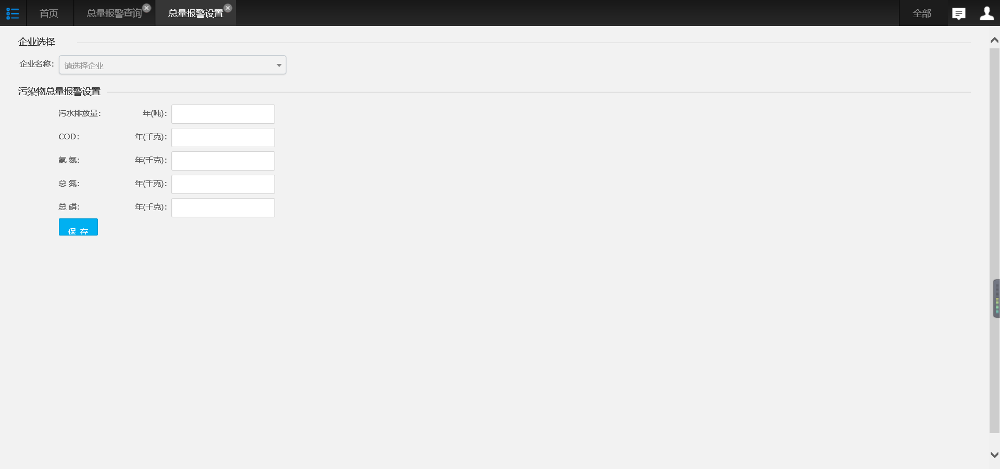 首页 总量报警查询 总量报警设置 全部
企业选择
企业名称： 请选择企业
污染物总量报警设置
污水排放量： 年(吨)：
COD： 年(千克)：
氨 氮： 年(千克)：
总 氮： 年(千克)：
总 磷： 年(千克)：
保 存